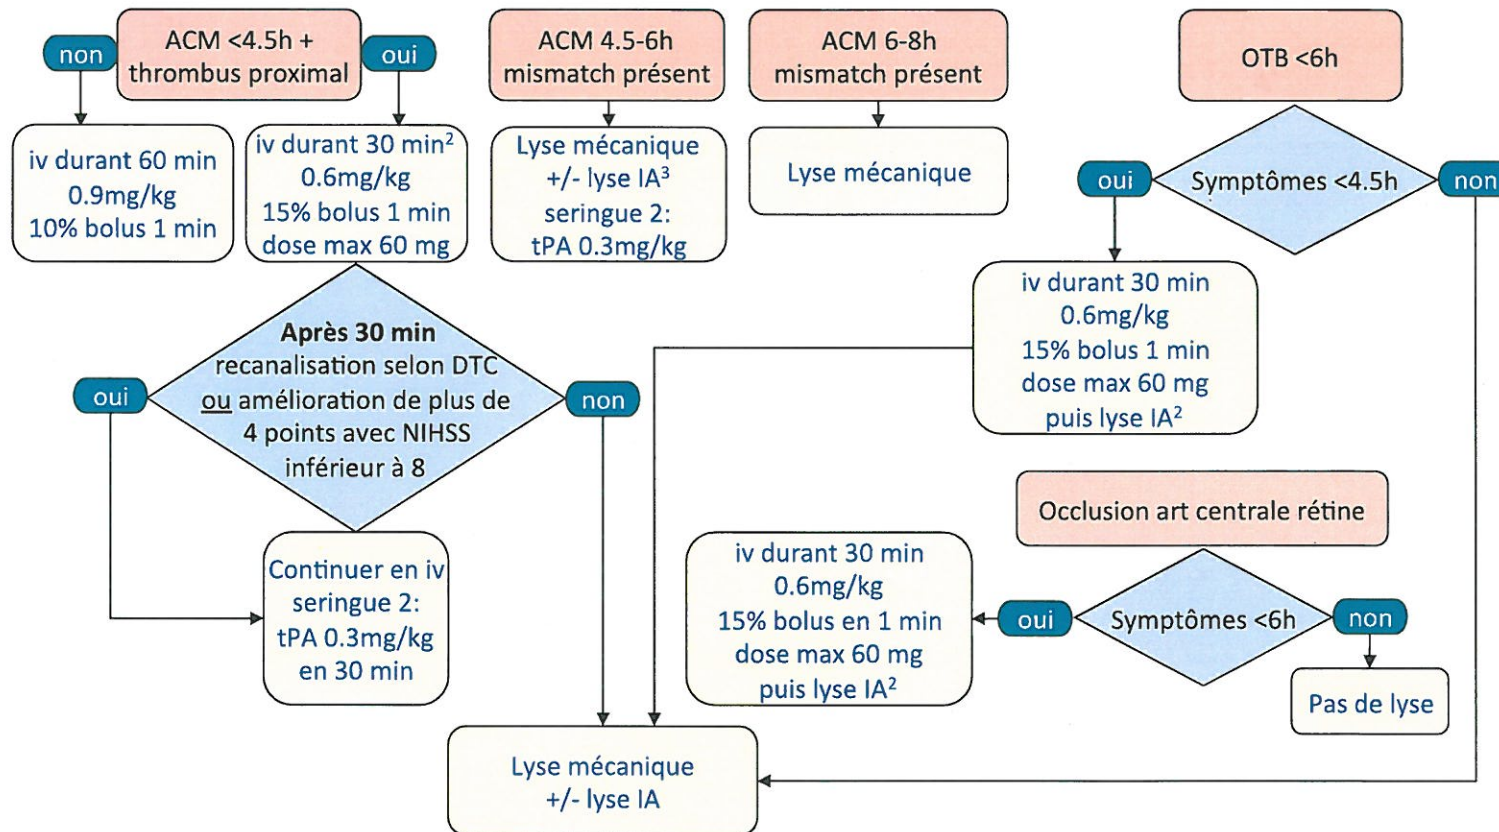 non
ACM <4.5h +
thrombus proximal
oui
ACM 4.5-6h
mismatch présent
ACM 6-8h
mismatch présent
OTB <6h
iv durant 60 min
0.9mg/kg
10% bolus 1 min
iv durant 30 min²
0.6mg/kg
15% bolus 1 min
dose max 60 mg
Lyse mécanique
+/- lyse IA³
seringue 2:
tPA 0.3mg/kg
Lyse mécanique
oui
Symptômes <4.5h
non
iv durant 30 min
0.6mg/kg
15% bolus 1 min
dose max 60 mg
puis lyse IA²
Après 30 min
recanalisation selon DTC
ou amélioration de plus de
4 points avec NIHSS
inférieur à 8
oui
non
Continuer en iv
seringue 2:
tPA 0.3mg/kg
en 30 min
Occlusion art centrale rétine
iv durant 30 min
0.6mg/kg
15% bolus en 1 min
dose max 60 mg
puis lyse IA²
oui
Symptômes <6h
non
Pas de lyse
Lyse mécanique
+/- lyse IA